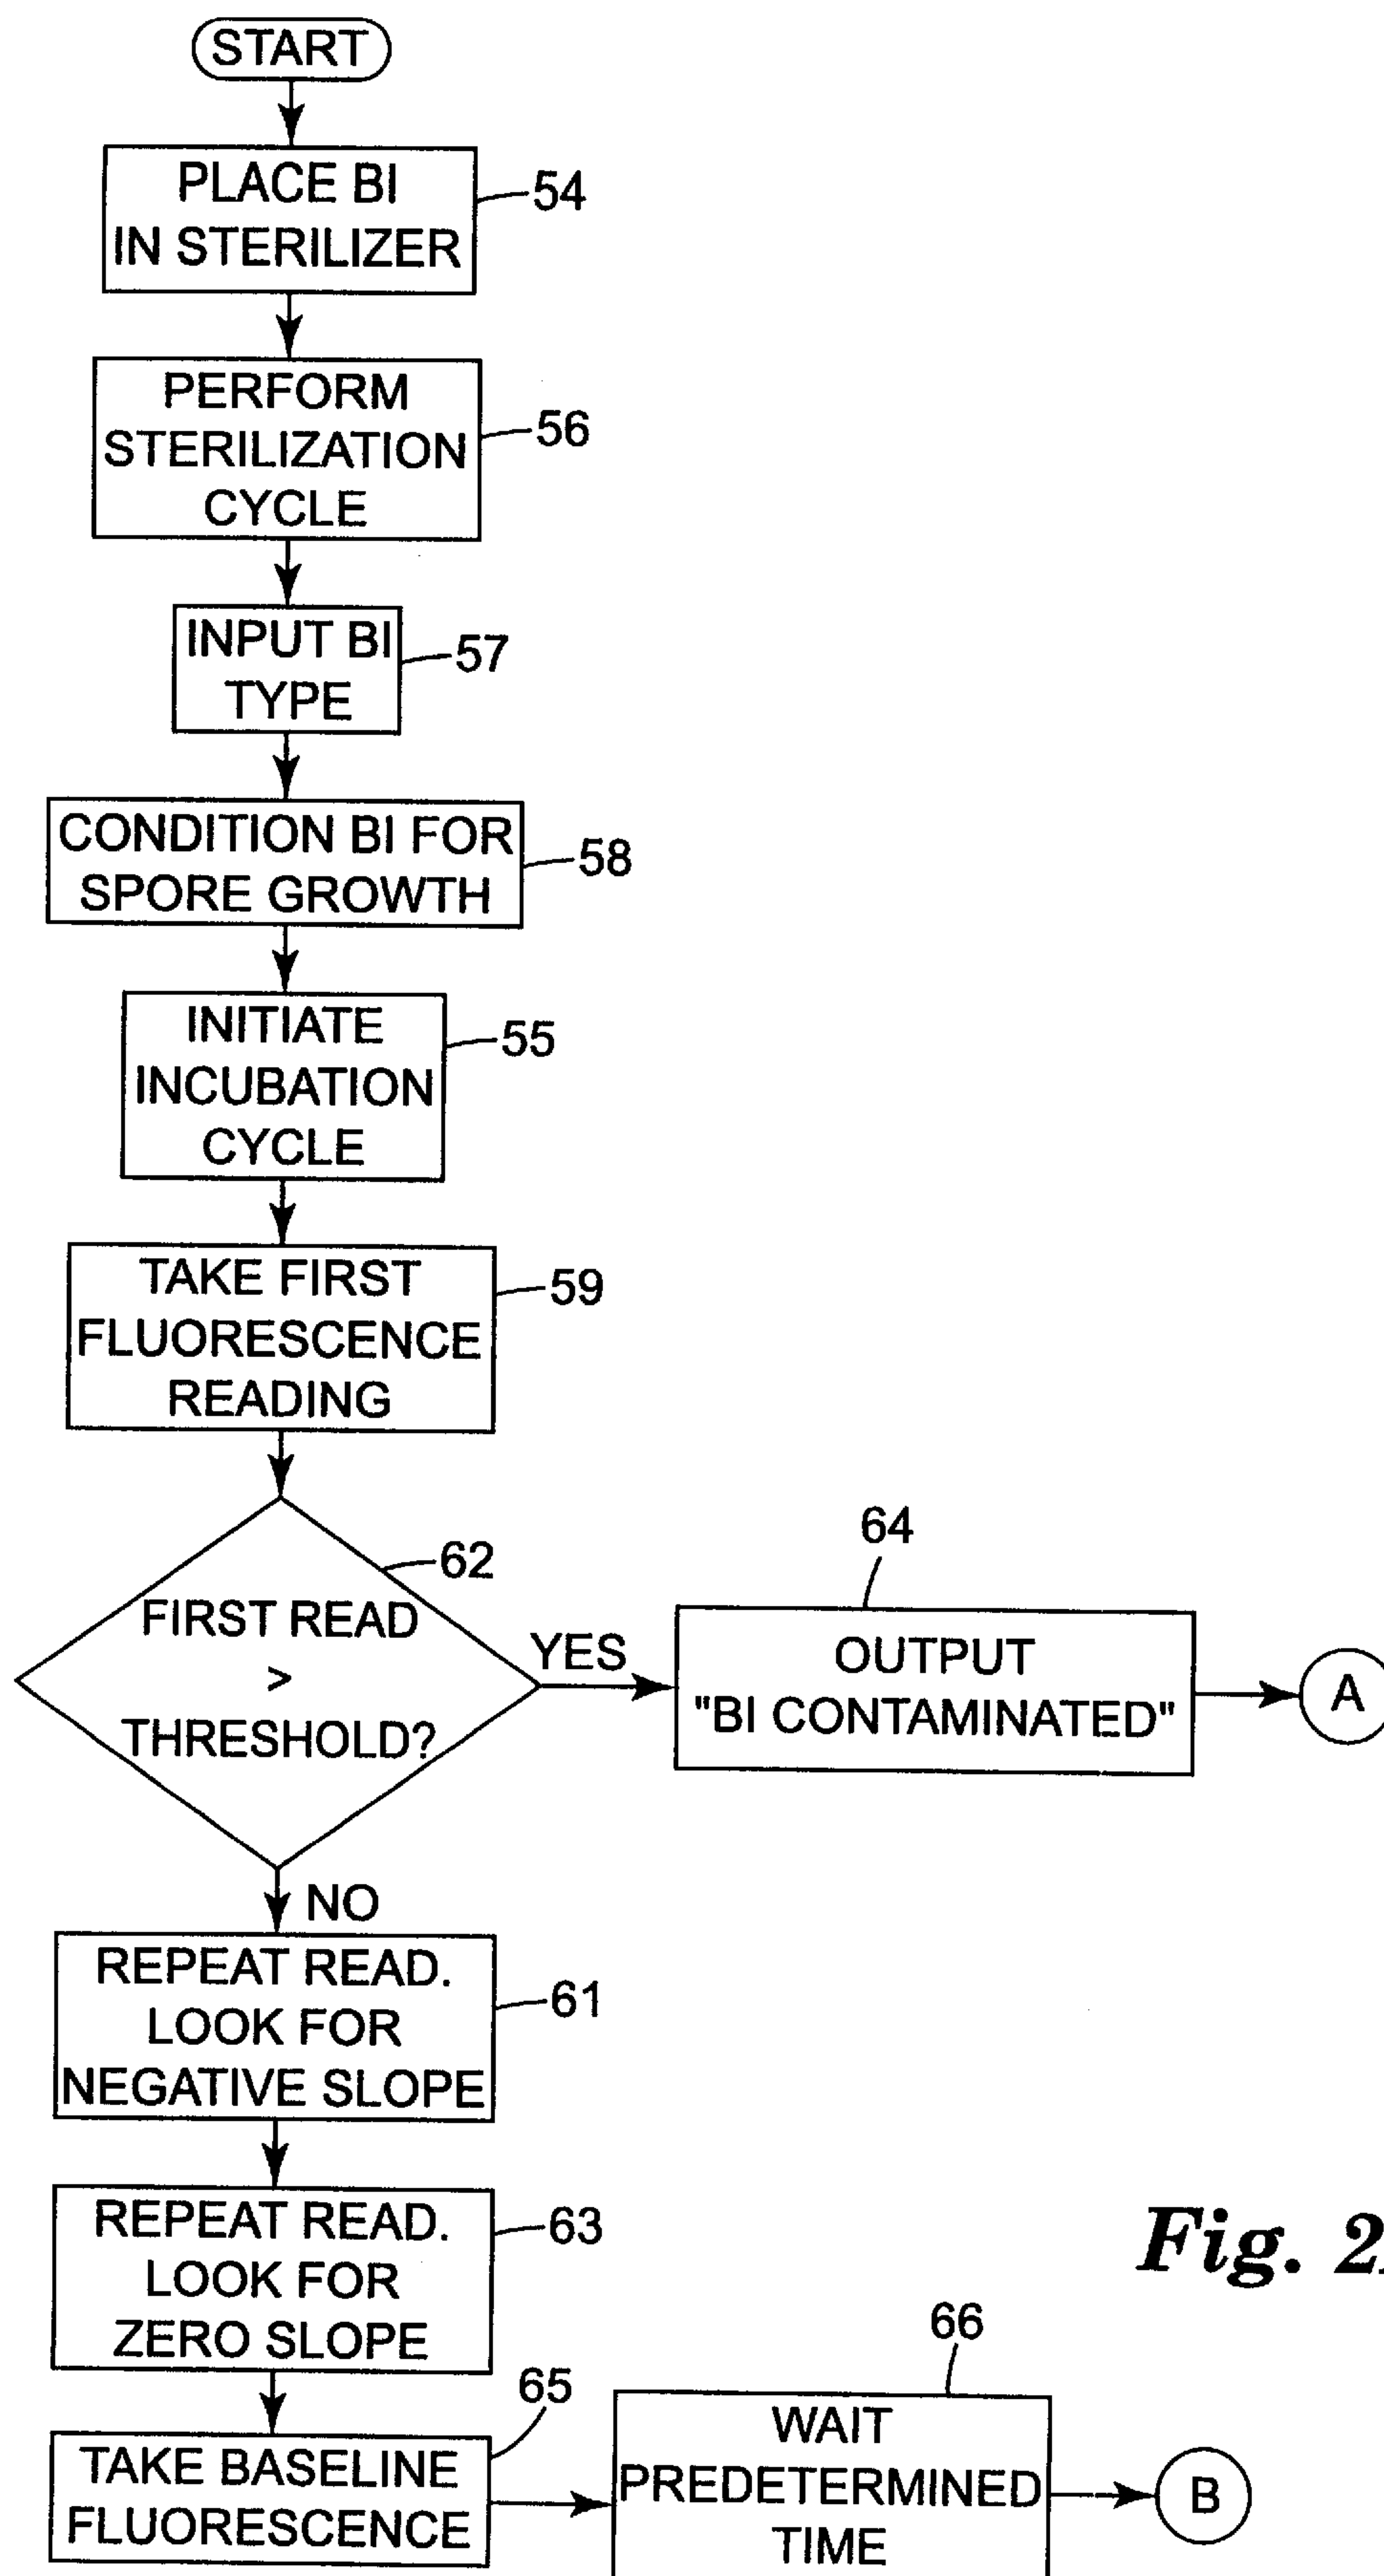 START
PLACE BI
IN STERILIZER
54
PERFORM
STERILIZATION
CYCLE
56
INPUT BI
TYPE
57
CONDITION BI FOR
SPORE GROWTH
58
INITIATE
INCUBATION
CYCLE
55
TAKE FIRST
FLUORESCENCE
READING
59
62
FIRST READ
>
THRESHOLD?
YES
64
OUTPUT
"BI CONTAMINATED"
A
NO
REPEAT READ.
LOOK FOR
NEGATIVE SLOPE
61
REPEAT READ.
LOOK FOR
ZERO SLOPE
63
Fig. 2
65
TAKE BASELINE
FLUORESCENCE
66
WAIT
PREDETERMINED
TIME
B